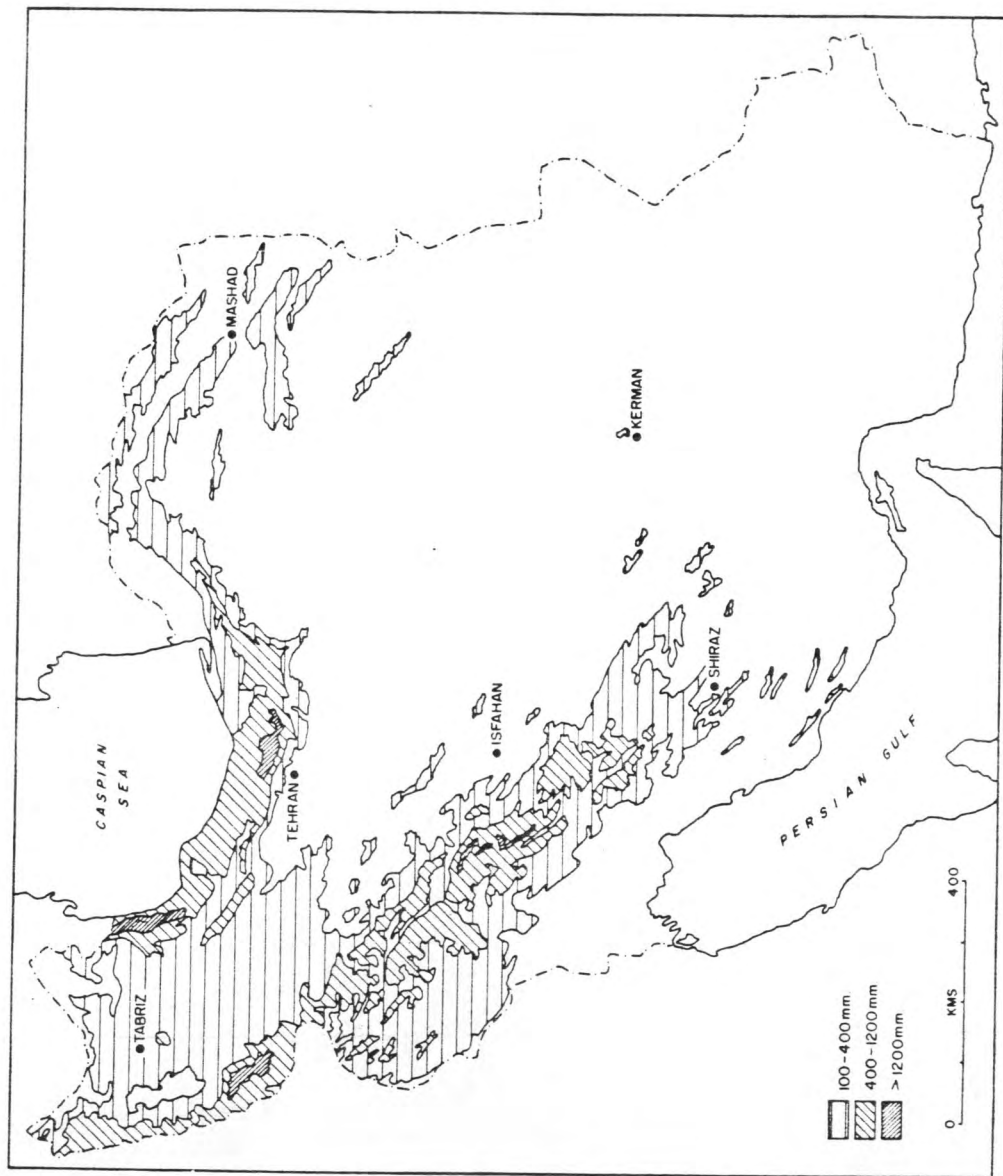 CASPIAN
SEA
TABRIZ
TEHRAN
MASHAD
ISFAHAN
KERMAN
SHIRAZ
PERSIAN GULF
100-400mm
400-1200mm
>1200mm
0 KMS 400